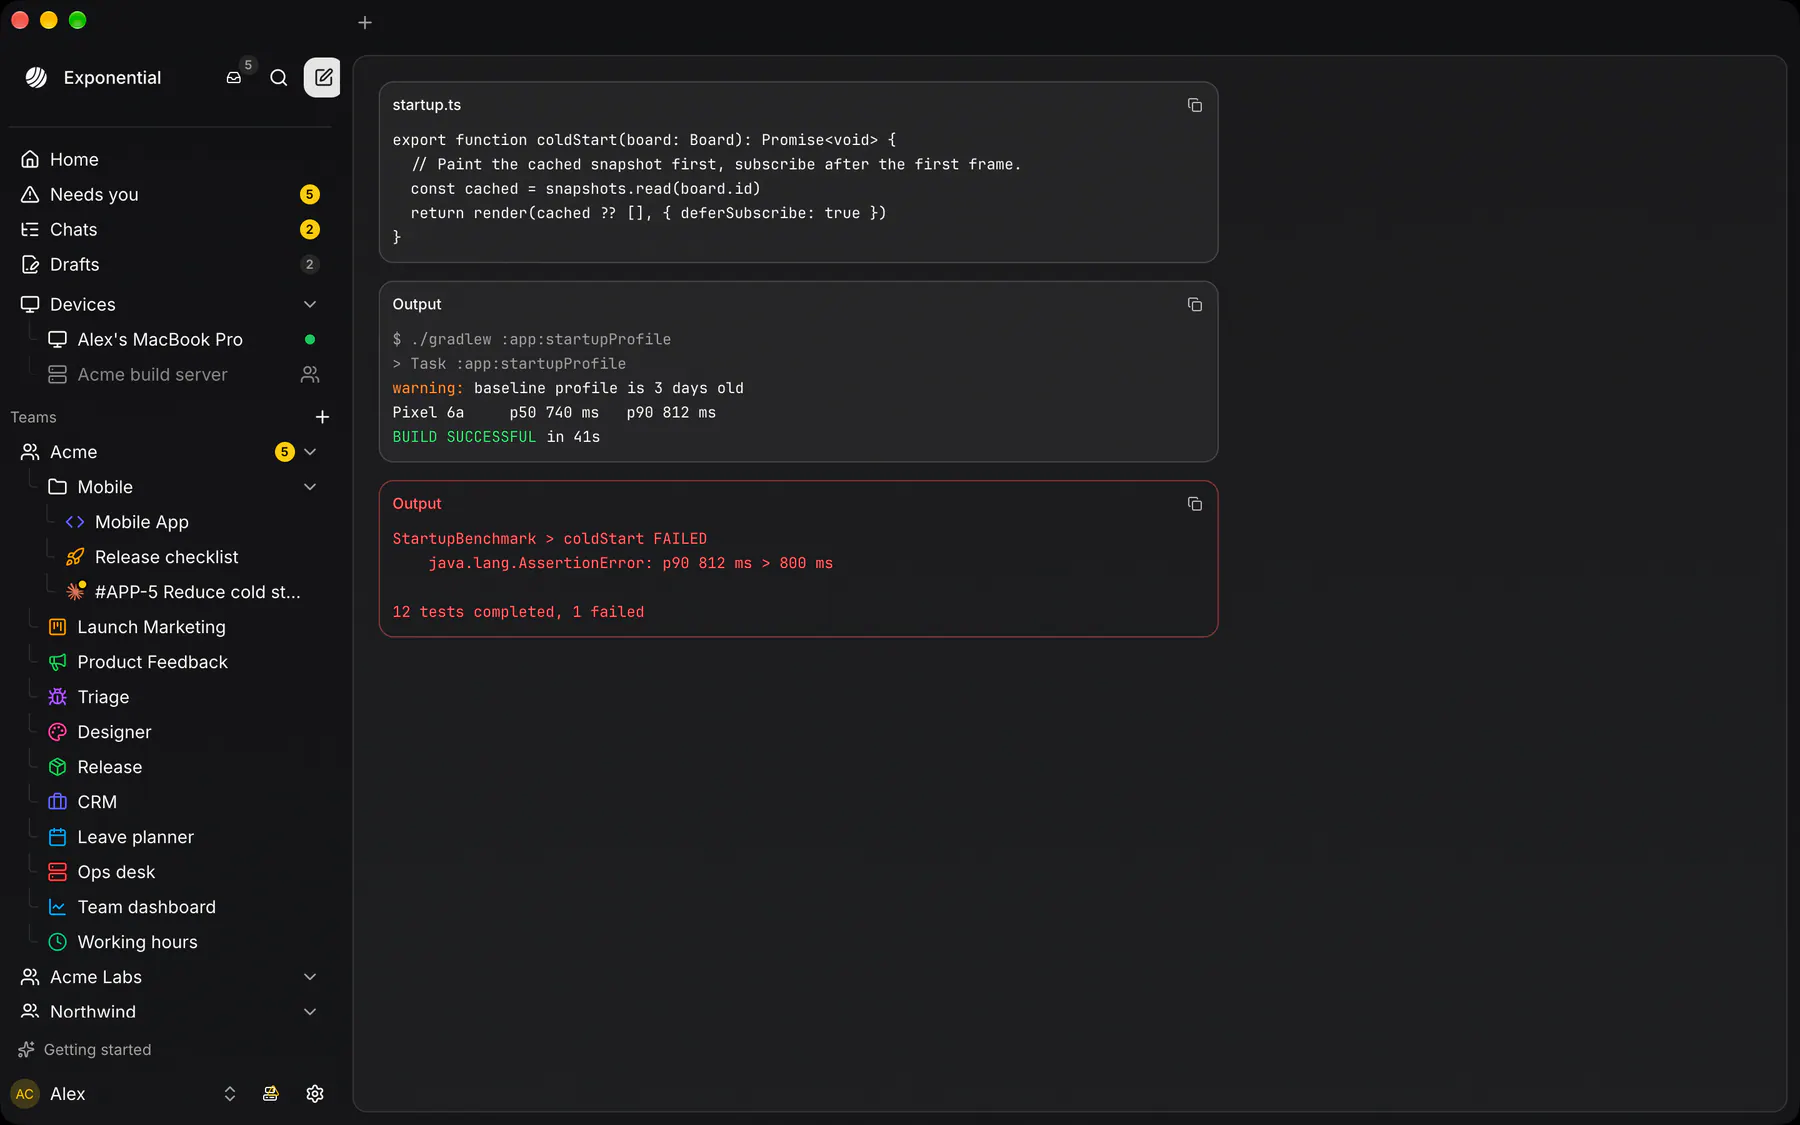 Exponential
5
Home
Needs you
5
Chats
2
Drafts
2
Devices
Alex's MacBook Pro
Acme build server
Teams
Acme
5
Mobile
Mobile App
Release checklist
#APP-5 Reduce cold st...
Launch Marketing
Product Feedback
Triage
Designer
Release
CRM
Leave planner
Ops desk
Team dashboard
Working hours
Acme Labs
Northwind
Getting started
AC
Alex
startup.ts
export function coldStart(board: Board): Promise<void> {
  // Paint the cached snapshot first, subscribe after the first frame.
  const cached = snapshots.read(board.id)
  return render(cached ?? [], { deferSubscribe: true })
}
Output
$ ./gradlew :app:startupProfile
> Task :app:startupProfile
warning: baseline profile is 3 days old
Pixel 6a     p50 740 ms   p90 812 ms
BUILD SUCCESSFUL in 41s
Output
StartupBenchmark > coldStart FAILED
    java.lang.AssertionError: p90 812 ms > 800 ms
12 tests completed, 1 failed